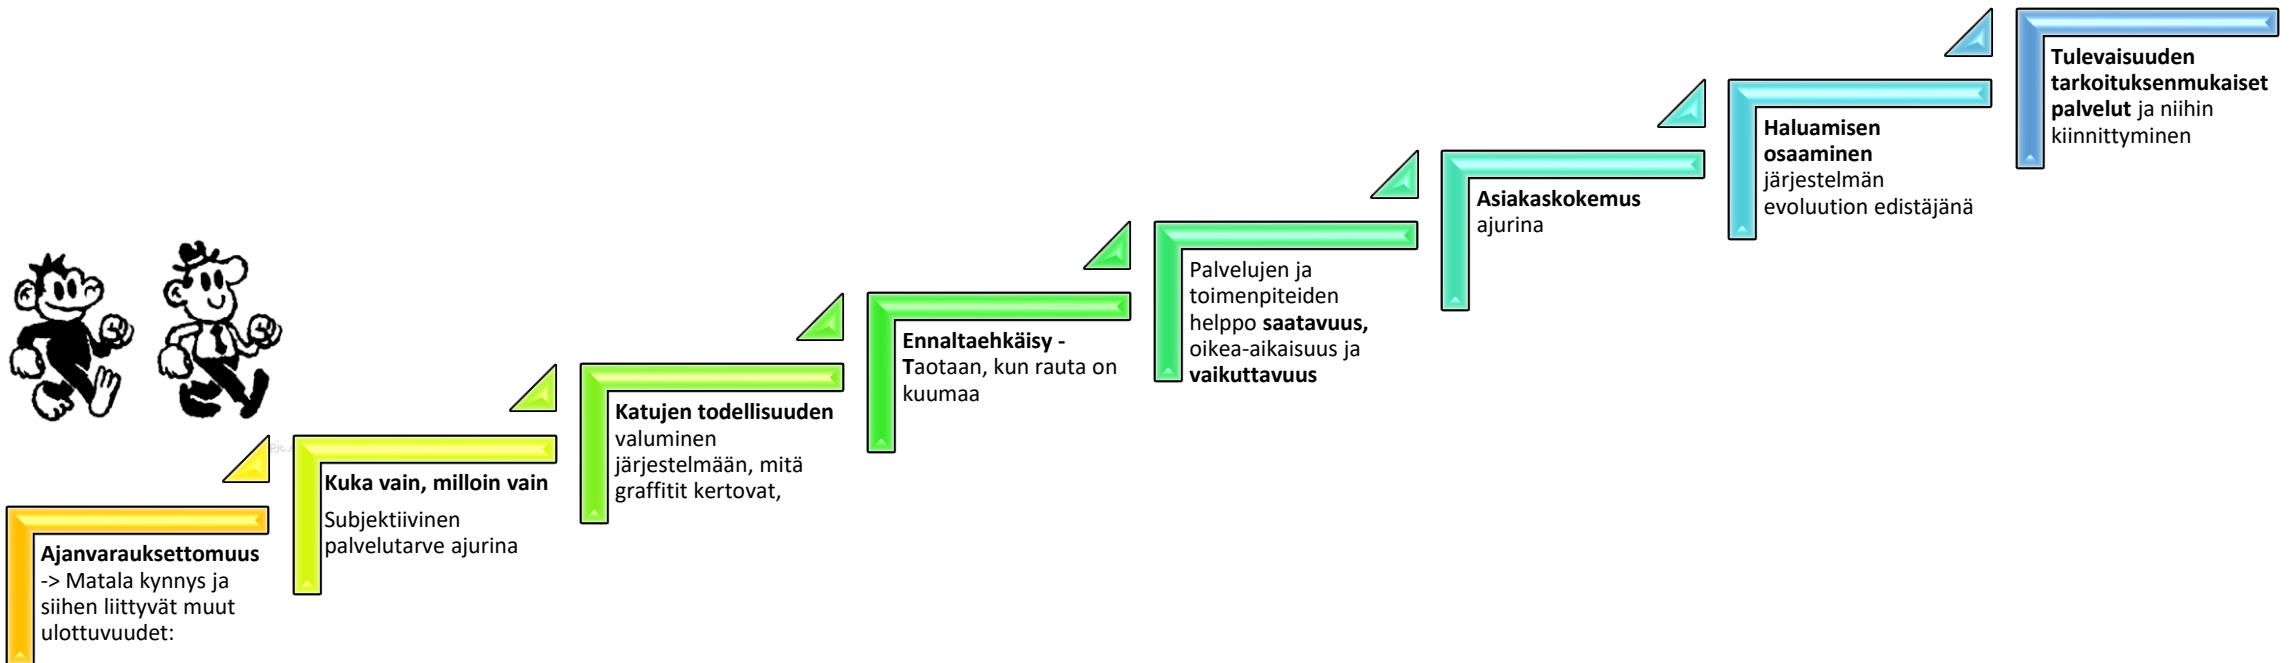 Ajanvarauksettomuus
-> Matala kynnys ja
siihen liittyvät muut
ulottuvuudet:
Kuka vain, milloin vain
Subjektiivinen
palvelutarve ajurina
Katujen todellisuuden
valuminen
järjestelmään, mitä
graffitit kertovat,
Ennaltaehkäisy -
Taotaan, kun rauta on
kuumaa
Palvelujen ja
toimenpiteiden
helppo saatavuus,
oikea-aikaisuus ja
vaikuttavuus
Asiakaskokemus
ajurina
Haluamisen
osaaminen
järjestelmän
evoluution edistäjänä
Tulevaisuuden
tarkoituksenmukaiset
palvelut ja niihin
kiinnittyminen